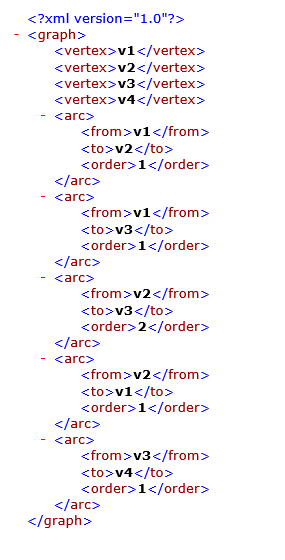 <?xml version="1.0"?>
- <graph>
<vertex>v1</vertex>
<vertex>v2</vertex>
<vertex>v3</vertex>
<vertex>v4</vertex>
- <arc>
<from>v1</from>
<to>v2</to>
<order>1</order>
</arc>
- <arc>
<from>v1</from>
<to>v3</to>
<order>1</order>
</arc>
- <arc>
<from>v2</from>
<to>v3</to>
<order>2</order>
</arc>
- <arc>
<from>v2</from>
<to>v1</to>
<order>1</order>
</arc>
- <arc>
<from>v3</from>
<to>v4</to>
<order>1</order>
</arc>
</graph>